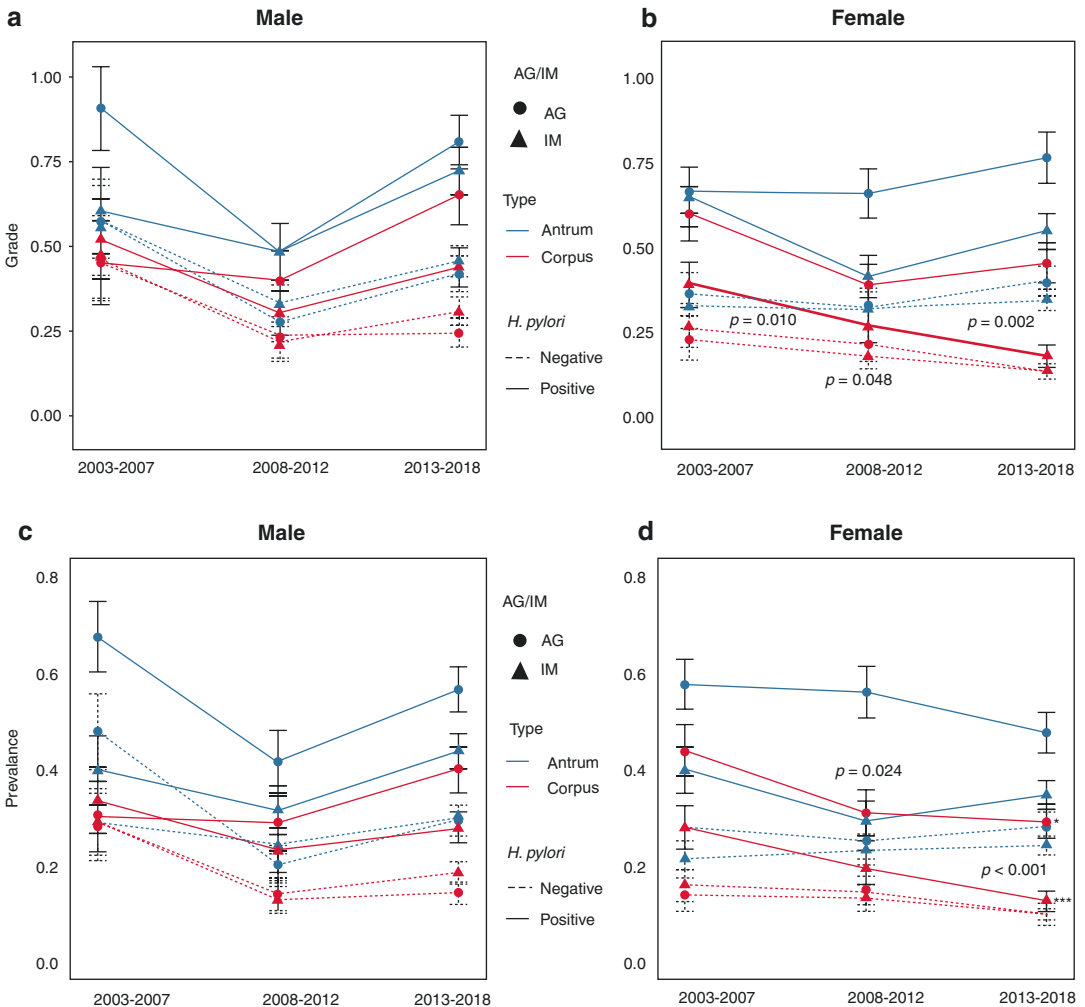 a
Male
Grade
1.00
0.75
0.50
0.25
0.00
2003-2007
2008-2012
2013-2018
AG/IM
AG
IM
Type
Antrum
Corpus
H. pylori
Negative
Positive
b
Female
1.00
0.75
0.50
0.25
0.00
p = 0.010
p = 0.048
p = 0.002
2003-2007
2008-2012
2013-2018
c
Male
Prevalance
0.8
0.6
0.4
0.2
0.0
2003-2007
2008-2012
2013-2018
AG/IM
AG
IM
Type
Antrum
Corpus
H. pylori
Negative
Positive
d
Female
0.8
0.6
0.4
0.2
0.0
p = 0.024
*
p < 0.001
***
2003-2007
2008-2012
2013-2018